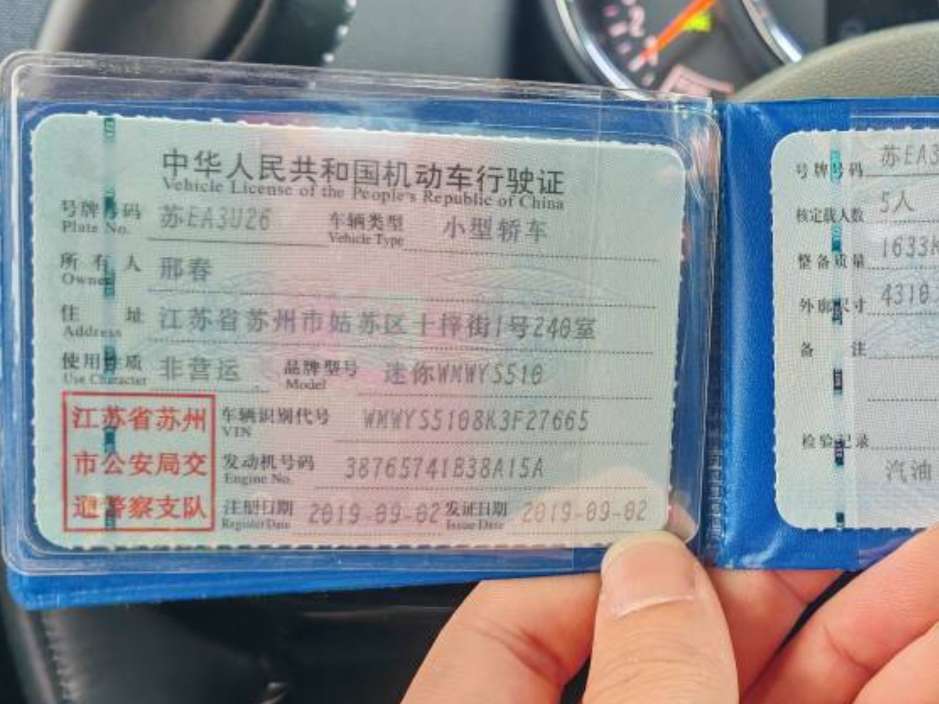 中华人民共和国机动车行驶证
Vehicle License of the People's Republic of China
号牌号码 苏EA3U26 车辆类型 小型轿车
Plate No. Vehicle Type
所有人 邢春
Owner
住址 江苏省苏州市姑苏区十梓街1号240室
Address
使用性质 非营运 品牌型号 迷你WMWYS510
Use Character Model
江苏省苏州
市公安局交
通警察支队
车辆识别代号 WMWYS5108K3F27665
VIN
发动机号码 38765741B38A15A
Engine No.
注册日期 2019-09-02 发证日期 2019-09-02
Register Date Issue Date
号牌号码 苏EA3
核定载人数 5人
整备质量 1633k
外廓尺寸 4310
备注
检验记录
汽油